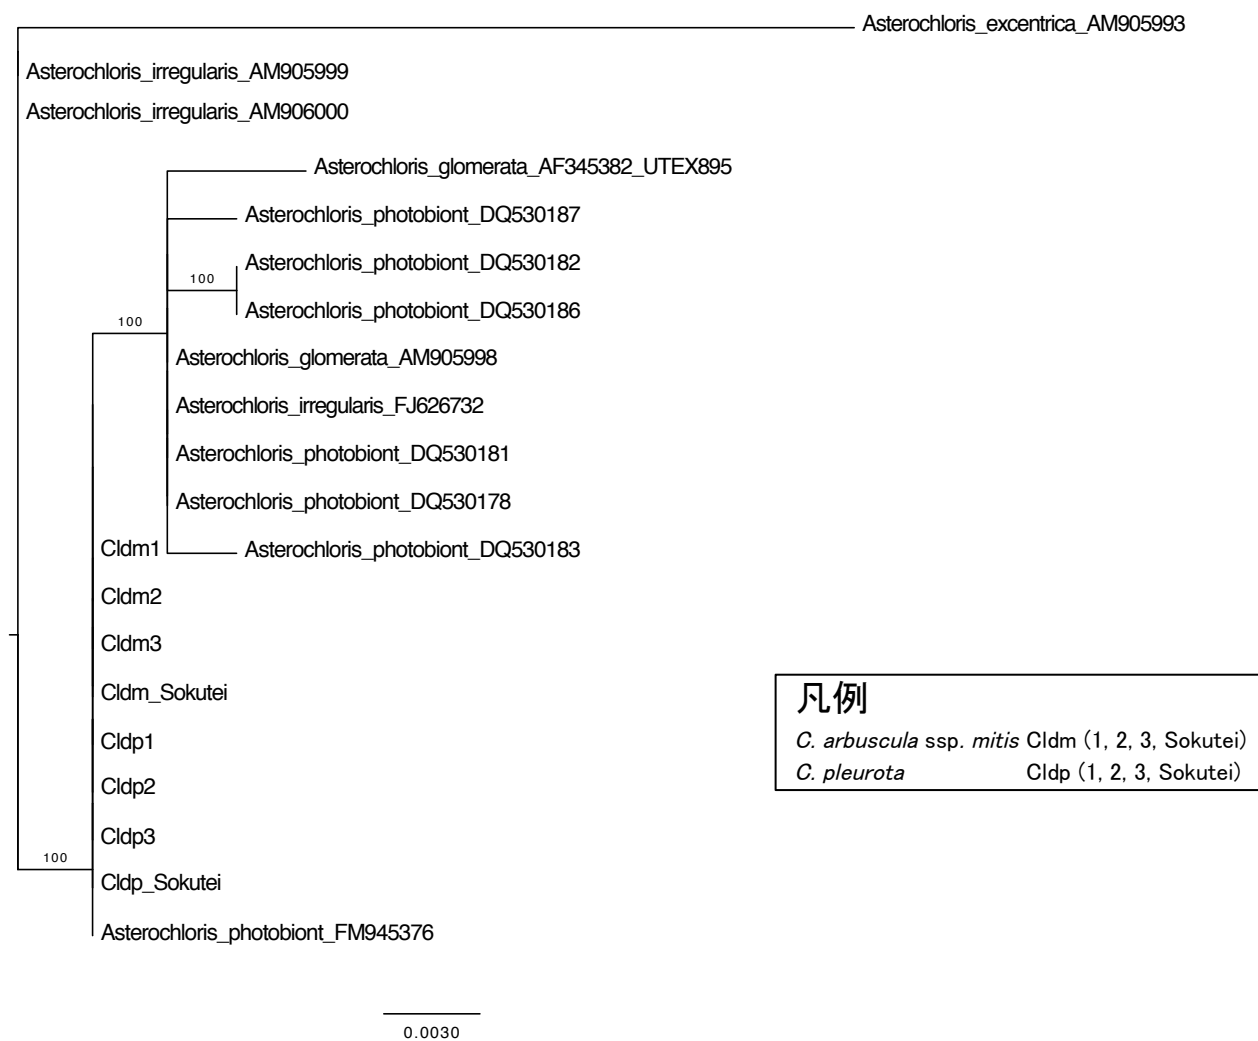 Asterochloris_excentrica_AM905993
Asterochloris_irregularis_AM905999
Asterochloris_irregularis_AM906000
Asterochloris_glomerata_AF345382_UTEX895
Asterochloris_photobiont_DQ530187
Asterochloris_photobiont_DQ530182
100
Asterochloris_photobiont_DQ530186
100
Asterochloris_glomerata_AM905998
Asterochloris_irregularis_FJ626732
Asterochloris_photobiont_DQ530181
Asterochloris_photobiont_DQ530178
Cldm1
Asterochloris_photobiont_DQ530183
Cldm2
Cldm3
Cldm_Sokutei
Cldp1
Cldp2
Cldp3
100
Cldp_Sokutei
Asterochloris_photobiont_FM945376
凡例
C. arbuscula ssp. mitis Cldm (1, 2, 3, Sokutei)
C. pleurota Cldp (1, 2, 3, Sokutei)
0.0030